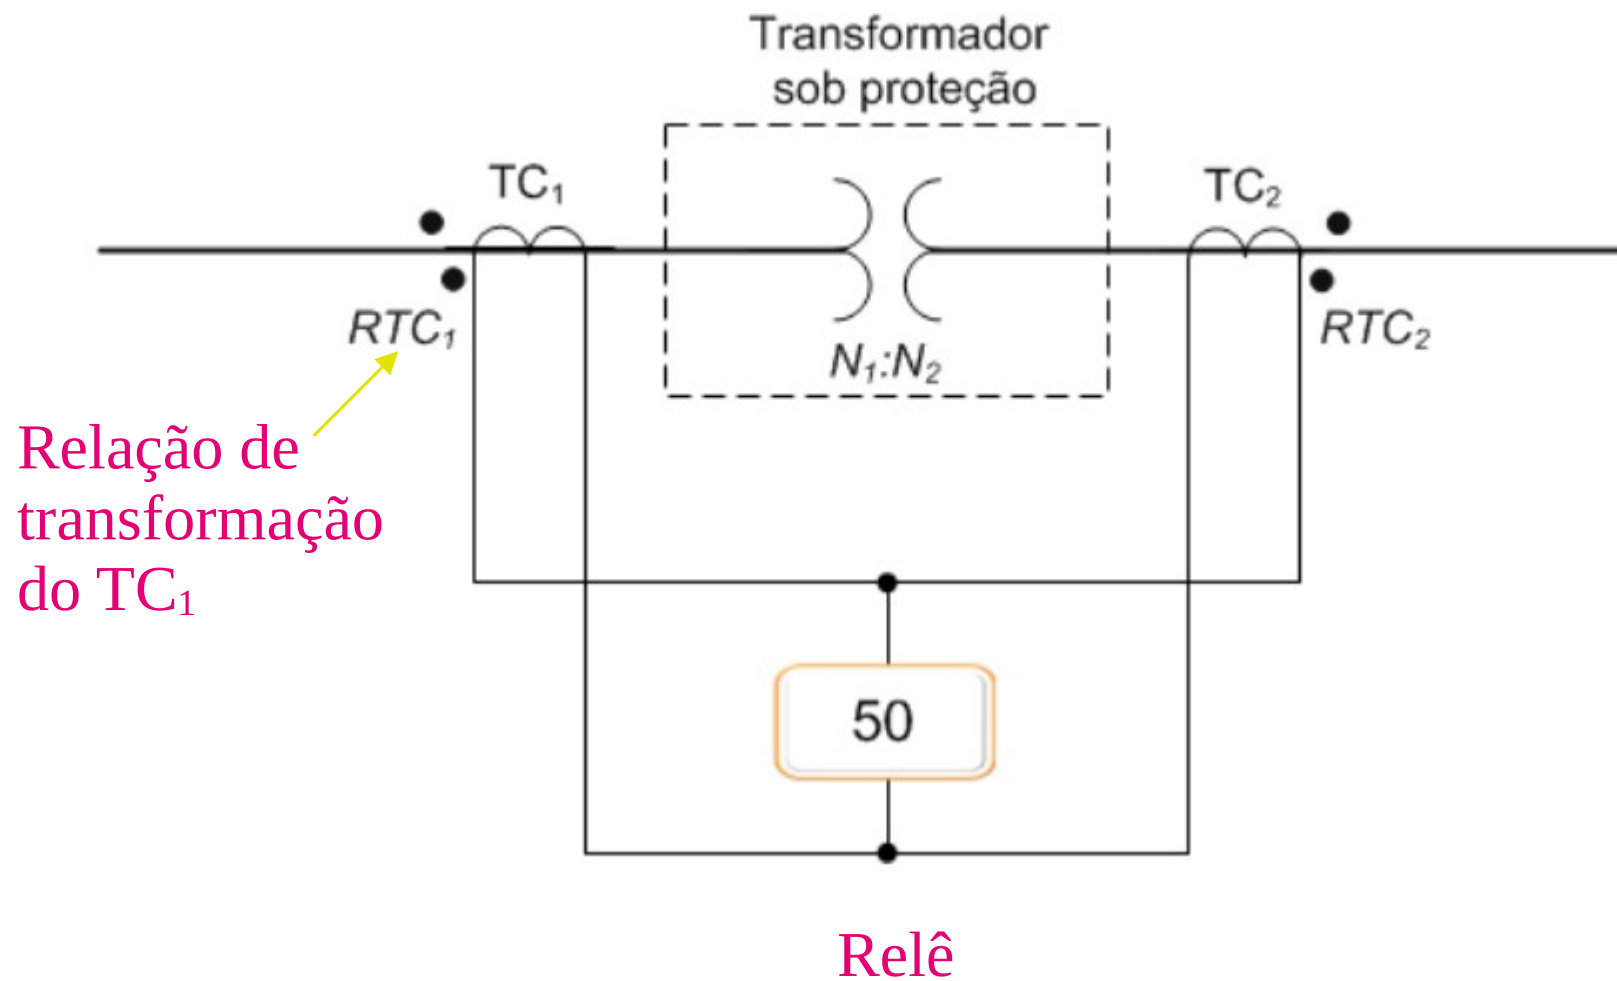 Transformador
sob proteção
TC₁
TC₂
RTC₁
RTC₂
N₁:N₂
Relação de
transformação
do TC₁
50
Relê